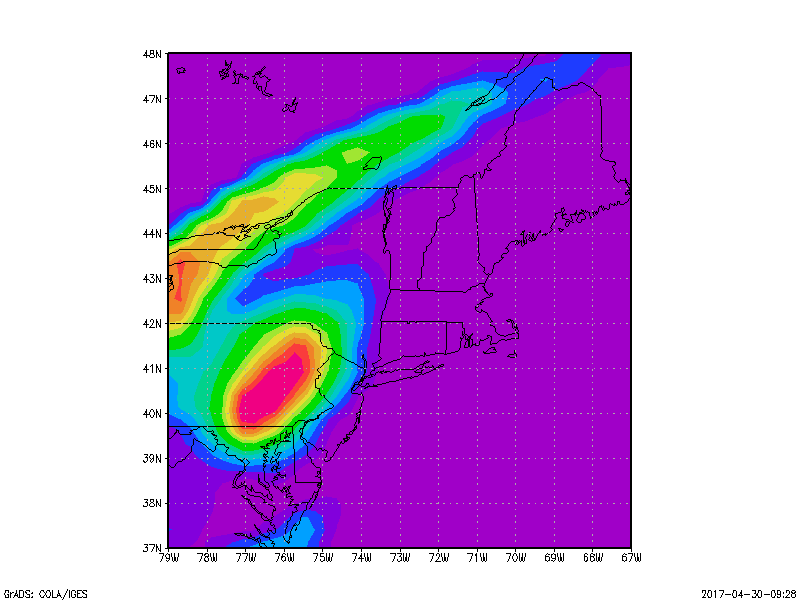 48N
47N
46N
45N
44N
43N
42N
41N
40N
39N
38N
37N
79W 78W 77W 76W 75W 74W 73W 72W 71W 70W 69W 68W 67W
GrADS: COLA/IGES
2017-04-30-09:28